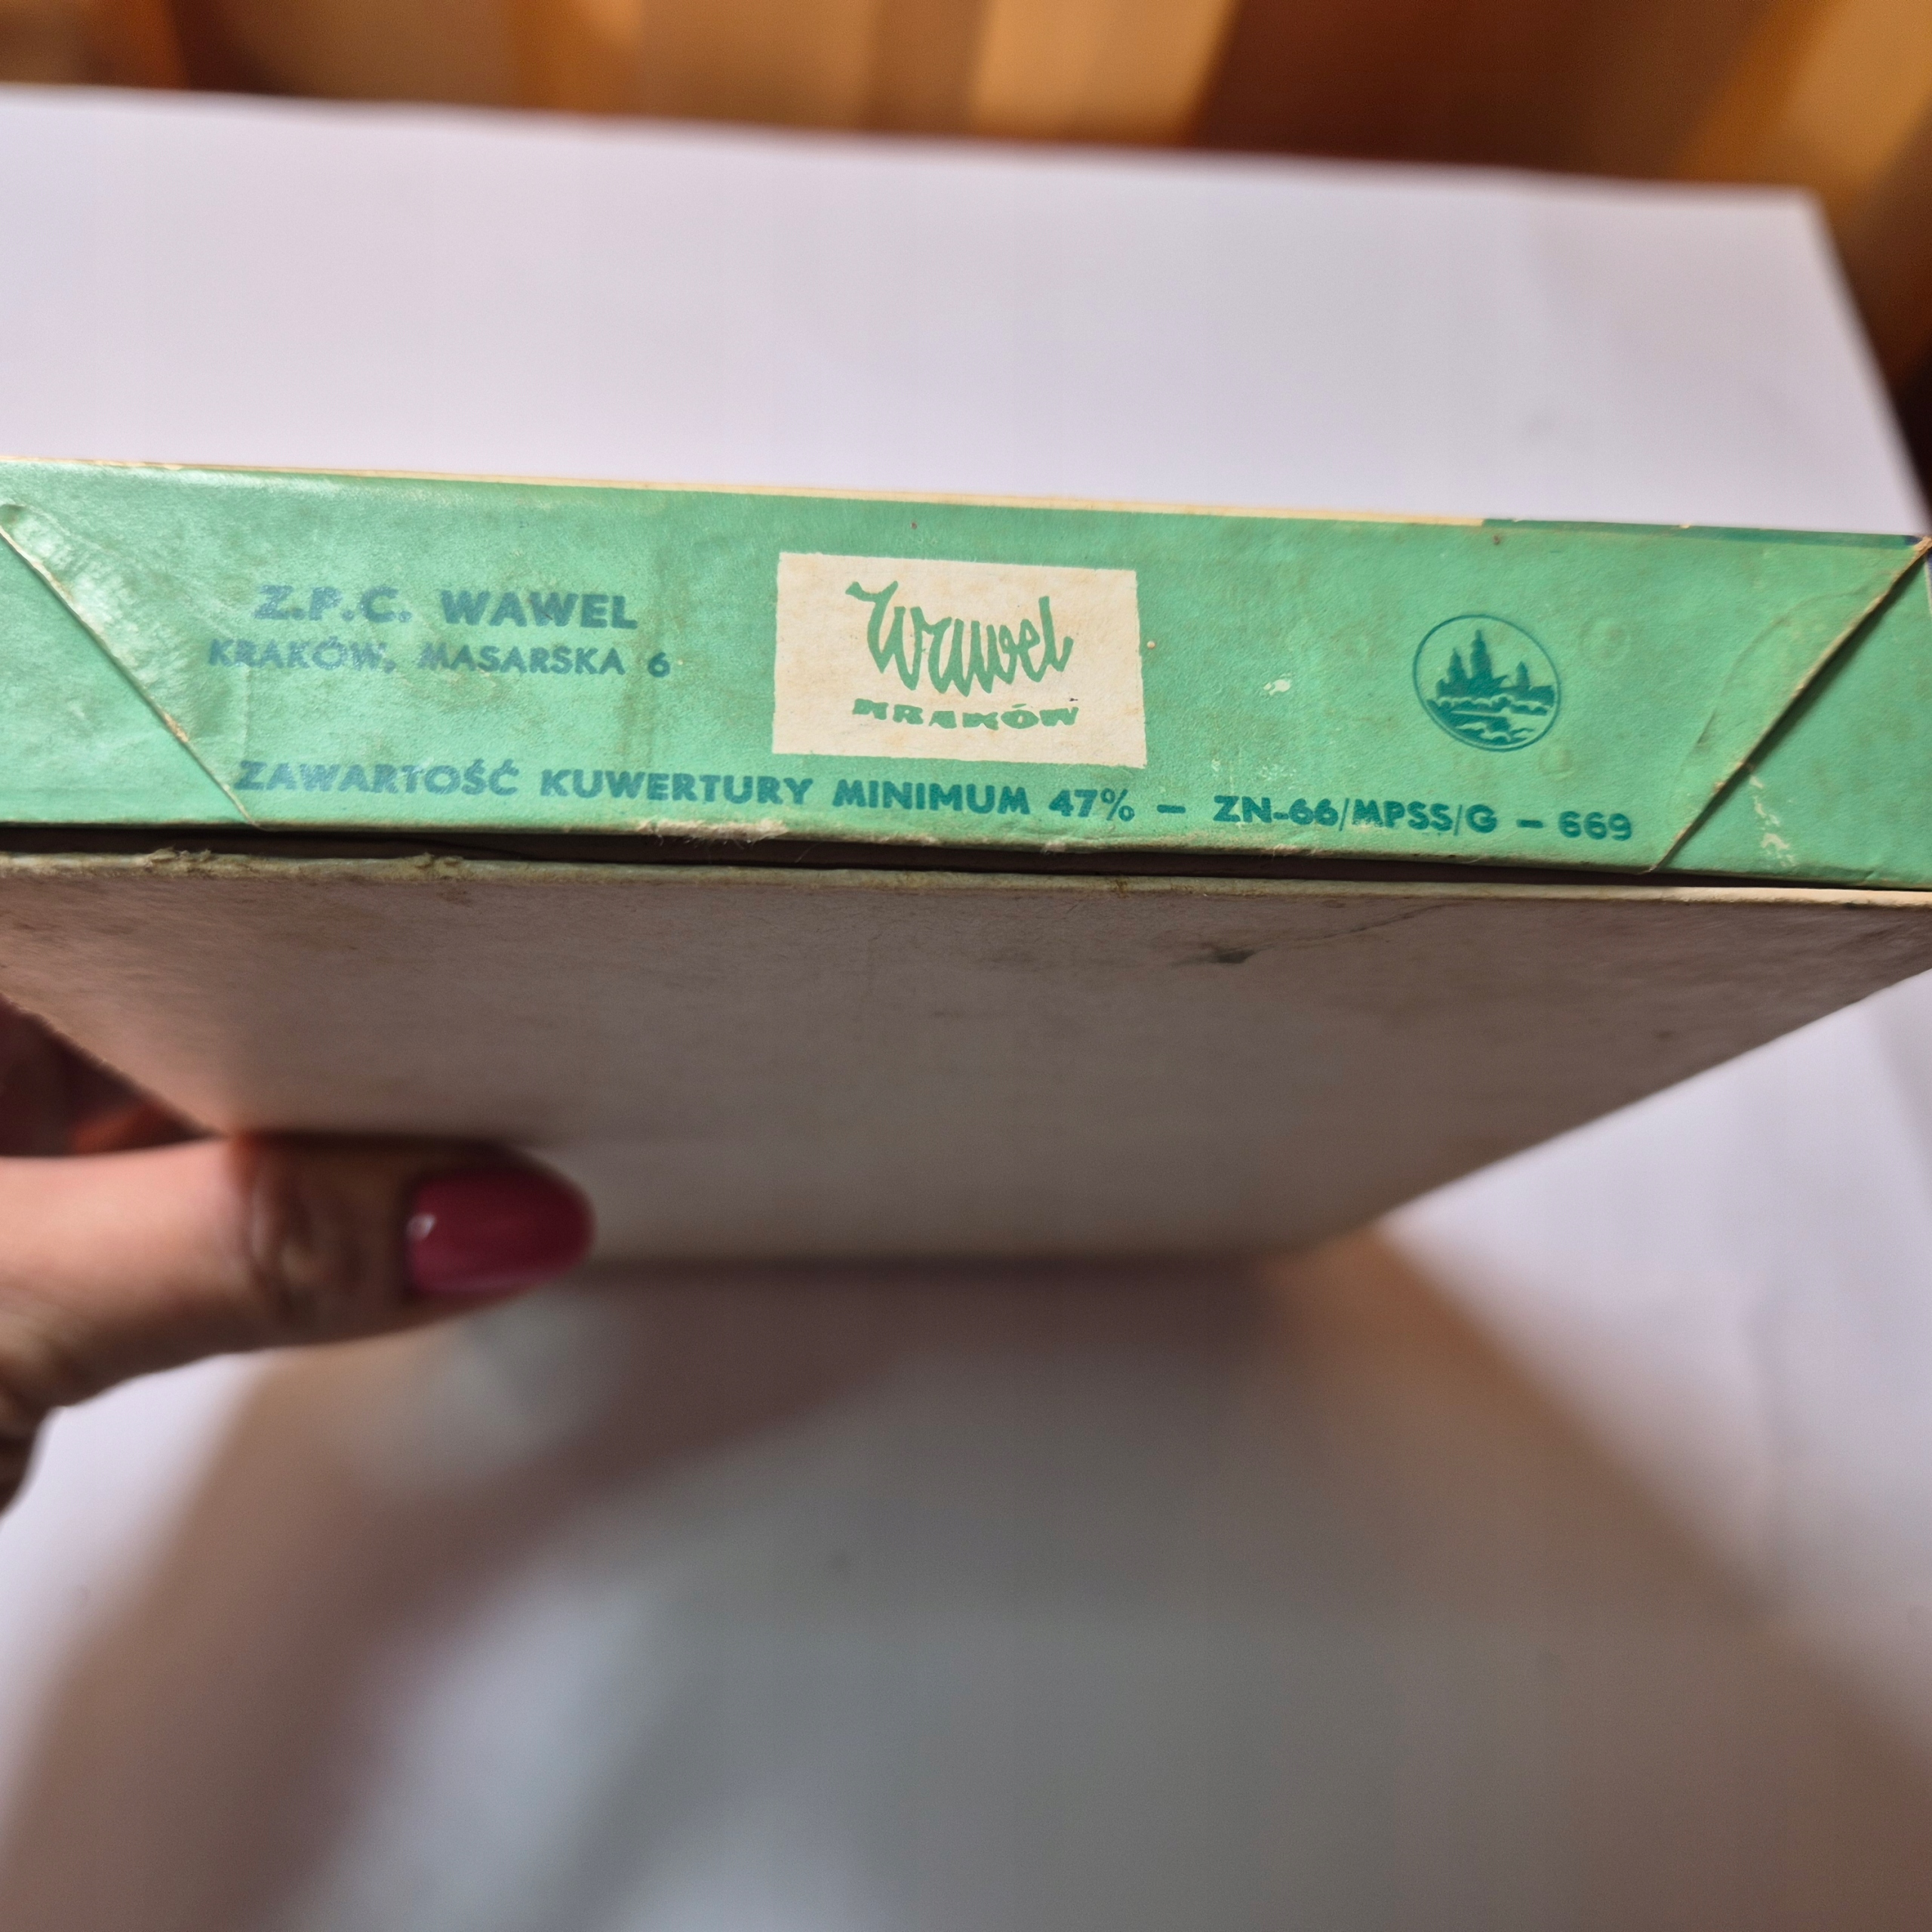 Z.P.C. WAWEL
KRAKÓW, MASARSKA 6
Wawel
KRAKÓW
ZAWARTOŚĆ KUWERTURY MINIMUM 47% – ZN-66/MPSS/G – 669